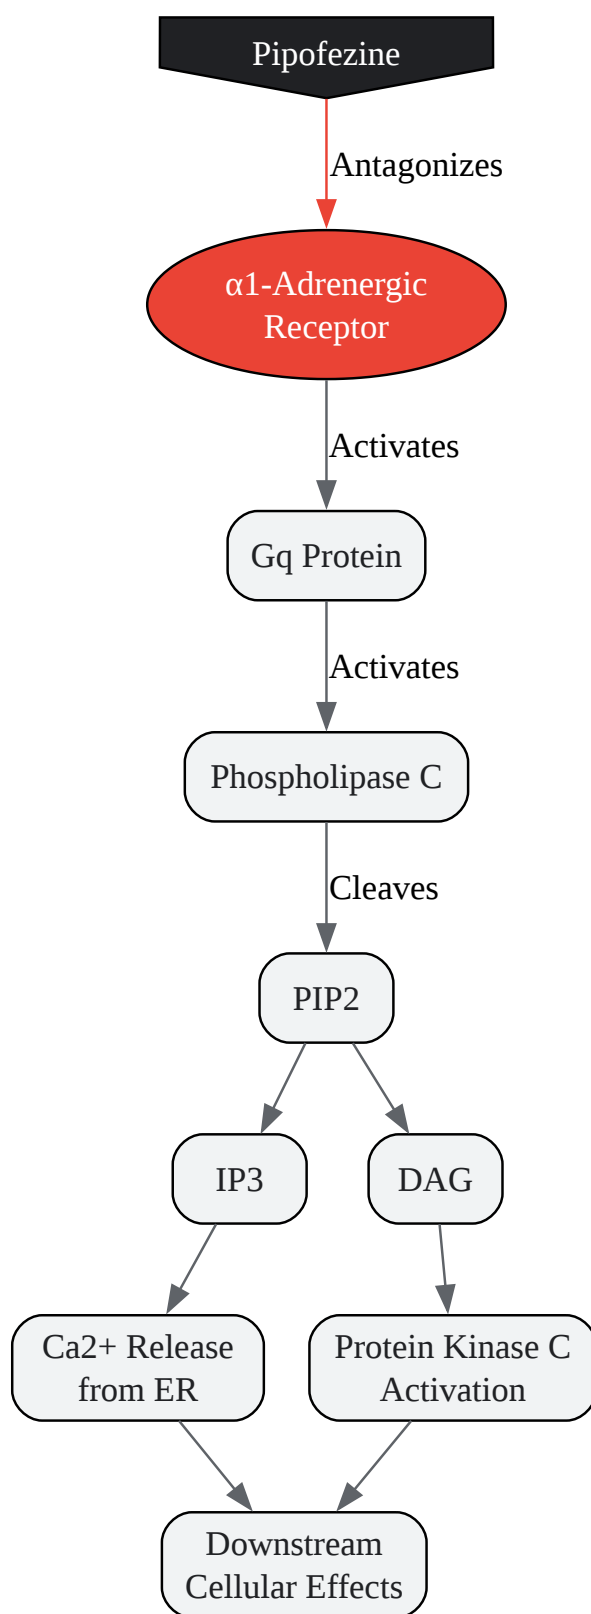 Pipofezine
Antagonizes
α1-Adrenergic
Receptor
Activates
Gq Protein
Activates
Phospholipase C
Cleaves
PIP2
IP3
DAG
Ca2+ Release
from ER
Protein Kinase C
Activation
Downstream
Cellular Effects